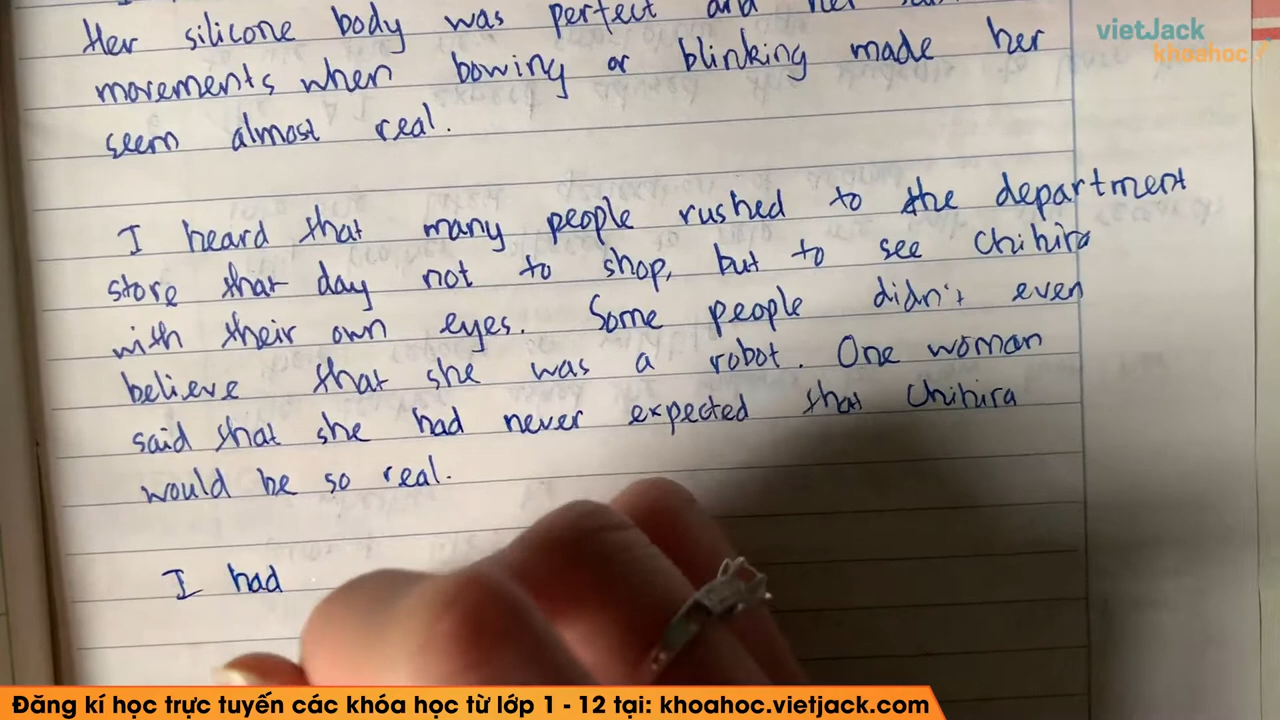 Her silicone body was perfect and her
vietJack
khoahoc
movements when bowing or blinking made her
seem almost real.
I heard that many people rushed to the department
store that day not to shop, but to see Chihira
with their own eyes. Some people didn't even
believe that she was a robot. One woman
said that she had never expected that Chihira
would be so real.
I had
Đăng kí học trực tuyến các khóa học từ lớp 1 - 12 tại: khoahoc.vietjack.com